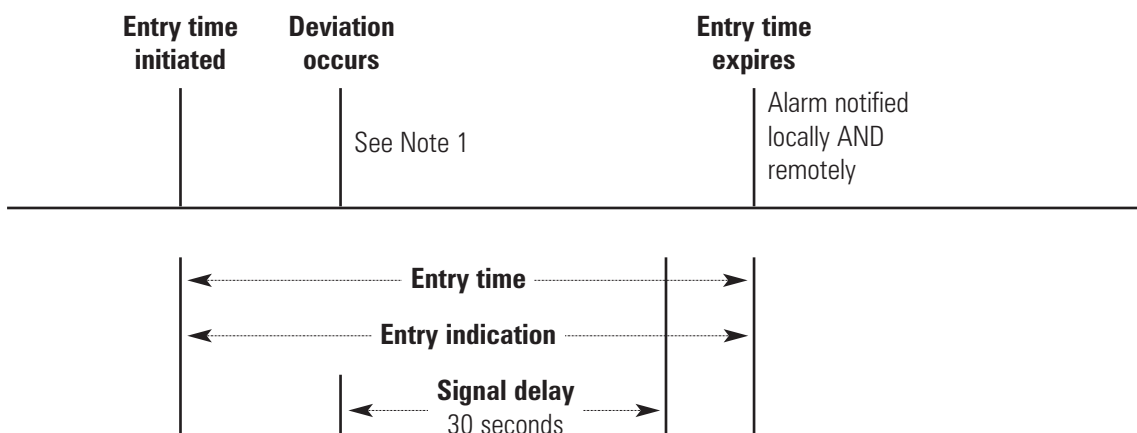 Entry time
initiated
Deviation
occurs
Entry time
expires
See Note 1
Alarm notified
locally AND
remotely
Entry time
Entry indication
Signal delay
30 seconds